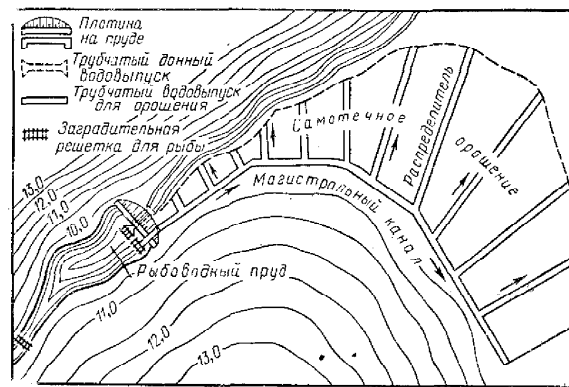 Плотина
на пруде
Трубчатый донный
водовыпуск
Трубчатый водовыпуск
для орошения
Заградительная
решетка для рыбы
Самотечное
орошение
Распределитель
Магистральный канал
Рыбоводный пруд
13,0
12,0
11,0
10,0
11,0
12,0
13,0